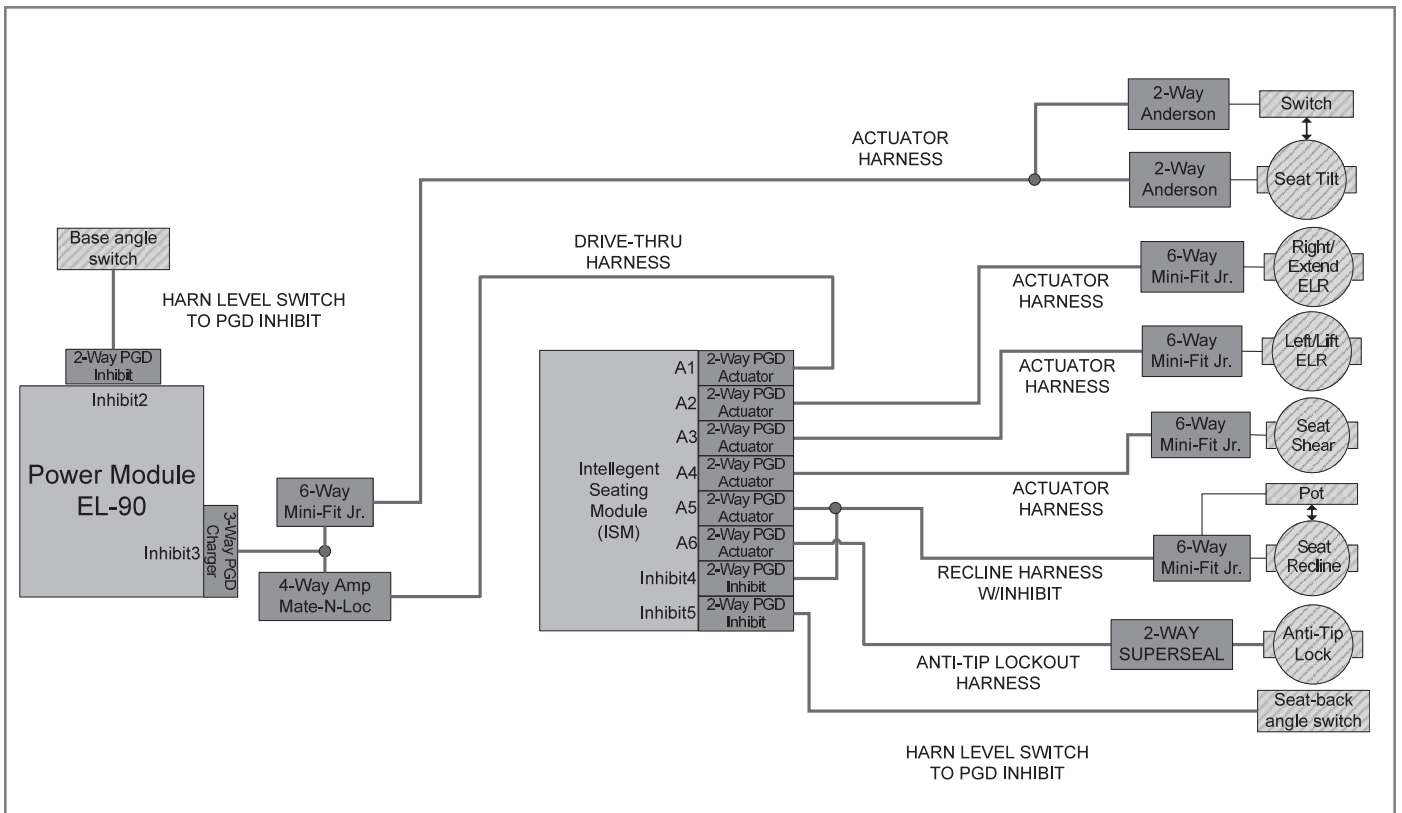 2-Way
Anderson
Switch
ACTUATOR
HARNESS
2-Way
Anderson
Seat Tilt
Base angle
switch
DRIVE-THRU
HARNESS
Right/
Extend
ELR
6-Way
Mini-Fit Jr.
ACTUATOR
HARNESS
HARN LEVEL SWITCH
TO PGD INHIBIT
2-Way PGD
Inhibit
Inhibit2
Power Module
EL-90
Inhibit3
3-Way PGD
Charger
6-Way
Mini-Fit Jr.
4-Way Amp
Mate-N-Loc
Intellegent
Seating
Module
(ISM)
A1
2-Way PGD
Actuator
A2
2-Way PGD
Actuator
A3
2-Way PGD
Actuator
A4
2-Way PGD
Actuator
A5
2-Way PGD
Actuator
A6
2-Way PGD
Actuator
Inhibit4
2-Way PGD
Inhibit
Inhibit5
2-Way PGD
Inhibit
6-Way
Mini-Fit Jr.
Left/Lift
ELR
ACTUATOR
HARNESS
6-Way
Mini-Fit Jr.
Seat
Shear
ACTUATOR
HARNESS
Pot
6-Way
Mini-Fit Jr.
Seat
Recline
RECLINE HARNESS
W/INHIBIT
2-WAY
SUPERSEAL
Anti-Tip
Lock
ANTI-TIP LOCKOUT
HARNESS
Seat-back
angle switch
HARN LEVEL SWITCH
TO PGD INHIBIT